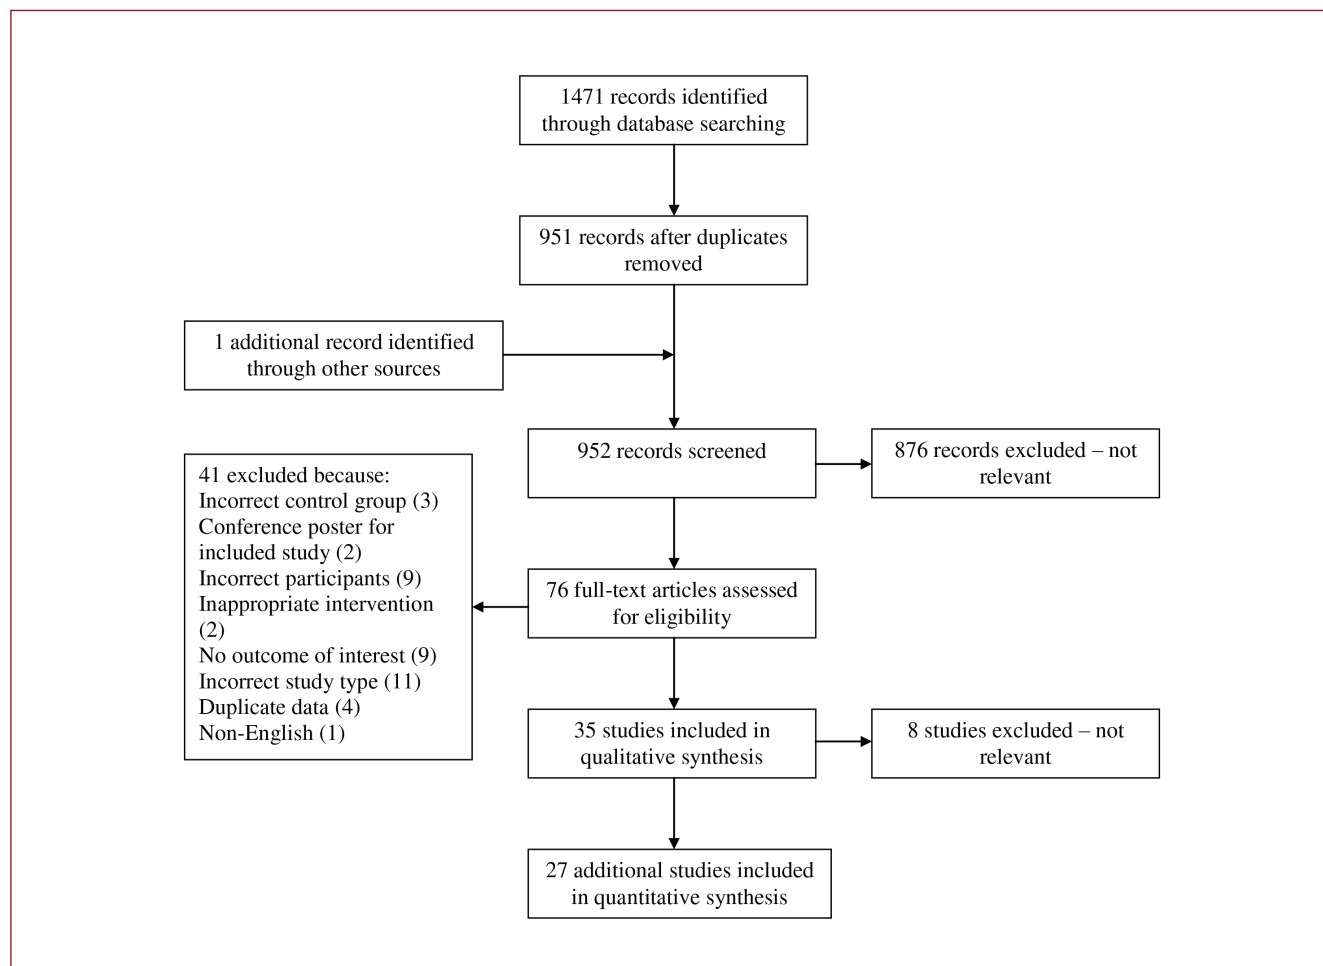 1471 records identified
through database searching
951 records after duplicates
removed
1 additional record identified
through other sources
952 records screened
876 records excluded – not
relevant
41 excluded because:
Incorrect control group (3)
Conference poster for
included study (2)
Incorrect participants (9)
Inappropriate intervention
(2)
No outcome of interest (9)
Incorrect study type (11)
Duplicate data (4)
Non-English (1)
76 full-text articles assessed
for eligibility
35 studies included in
qualitative synthesis
8 studies excluded – not
relevant
27 additional studies included
in quantitative synthesis